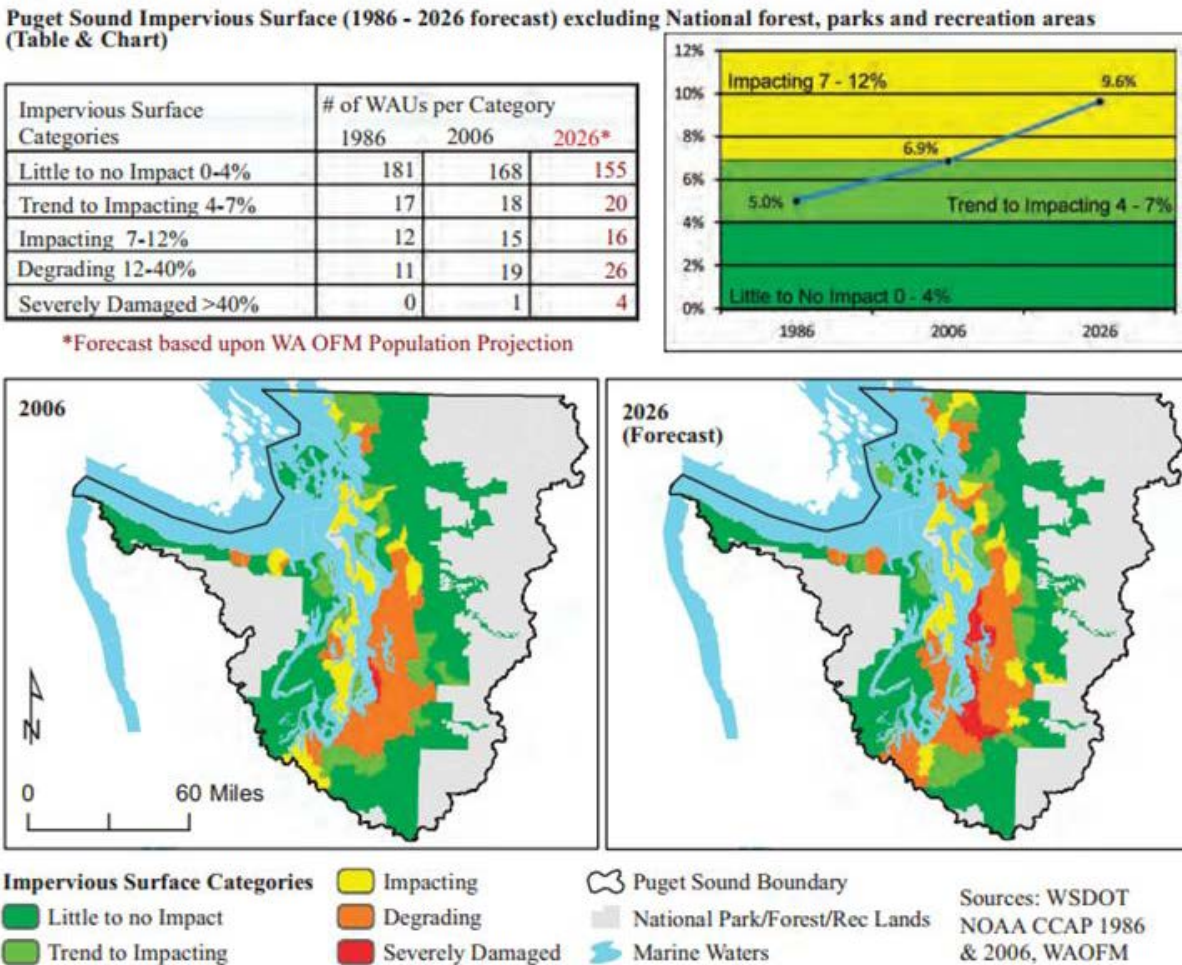 Puget Sound Impervious Surface (1986 - 2026 forecast) excluding National forest, parks and recreation areas
(Table & Chart)
Impervious Surface
Categories
# of WAUs per Category
1986 2006 2026*
Little to no Impact 0-4% 181 168 155
Trend to Impacting 4-7% 17 18 20
Impacting 7-12% 12 15 16
Degrading 12-40% 11 19 26
Severely Damaged >40% 0 1 4
*Forecast based upon WA OFM Population Projection
12%
10%
8%
6%
4%
2%
0%
Impacting 7 - 12%
9.6%
6.9%
5.0%
Trend to Impacting 4 - 7%
Little to No Impact 0 - 4%
1986 2006 2026
2006
N
0 60 Miles
2026
(Forecast)
Impervious Surface Categories
Little to no Impact
Trend to Impacting
Impacting
Degrading
Severely Damaged
Puget Sound Boundary
National Park/Forest/Rec Lands
Marine Waters
Sources: WSDOT
NOAA CCAP 1986
& 2006, WAOFM